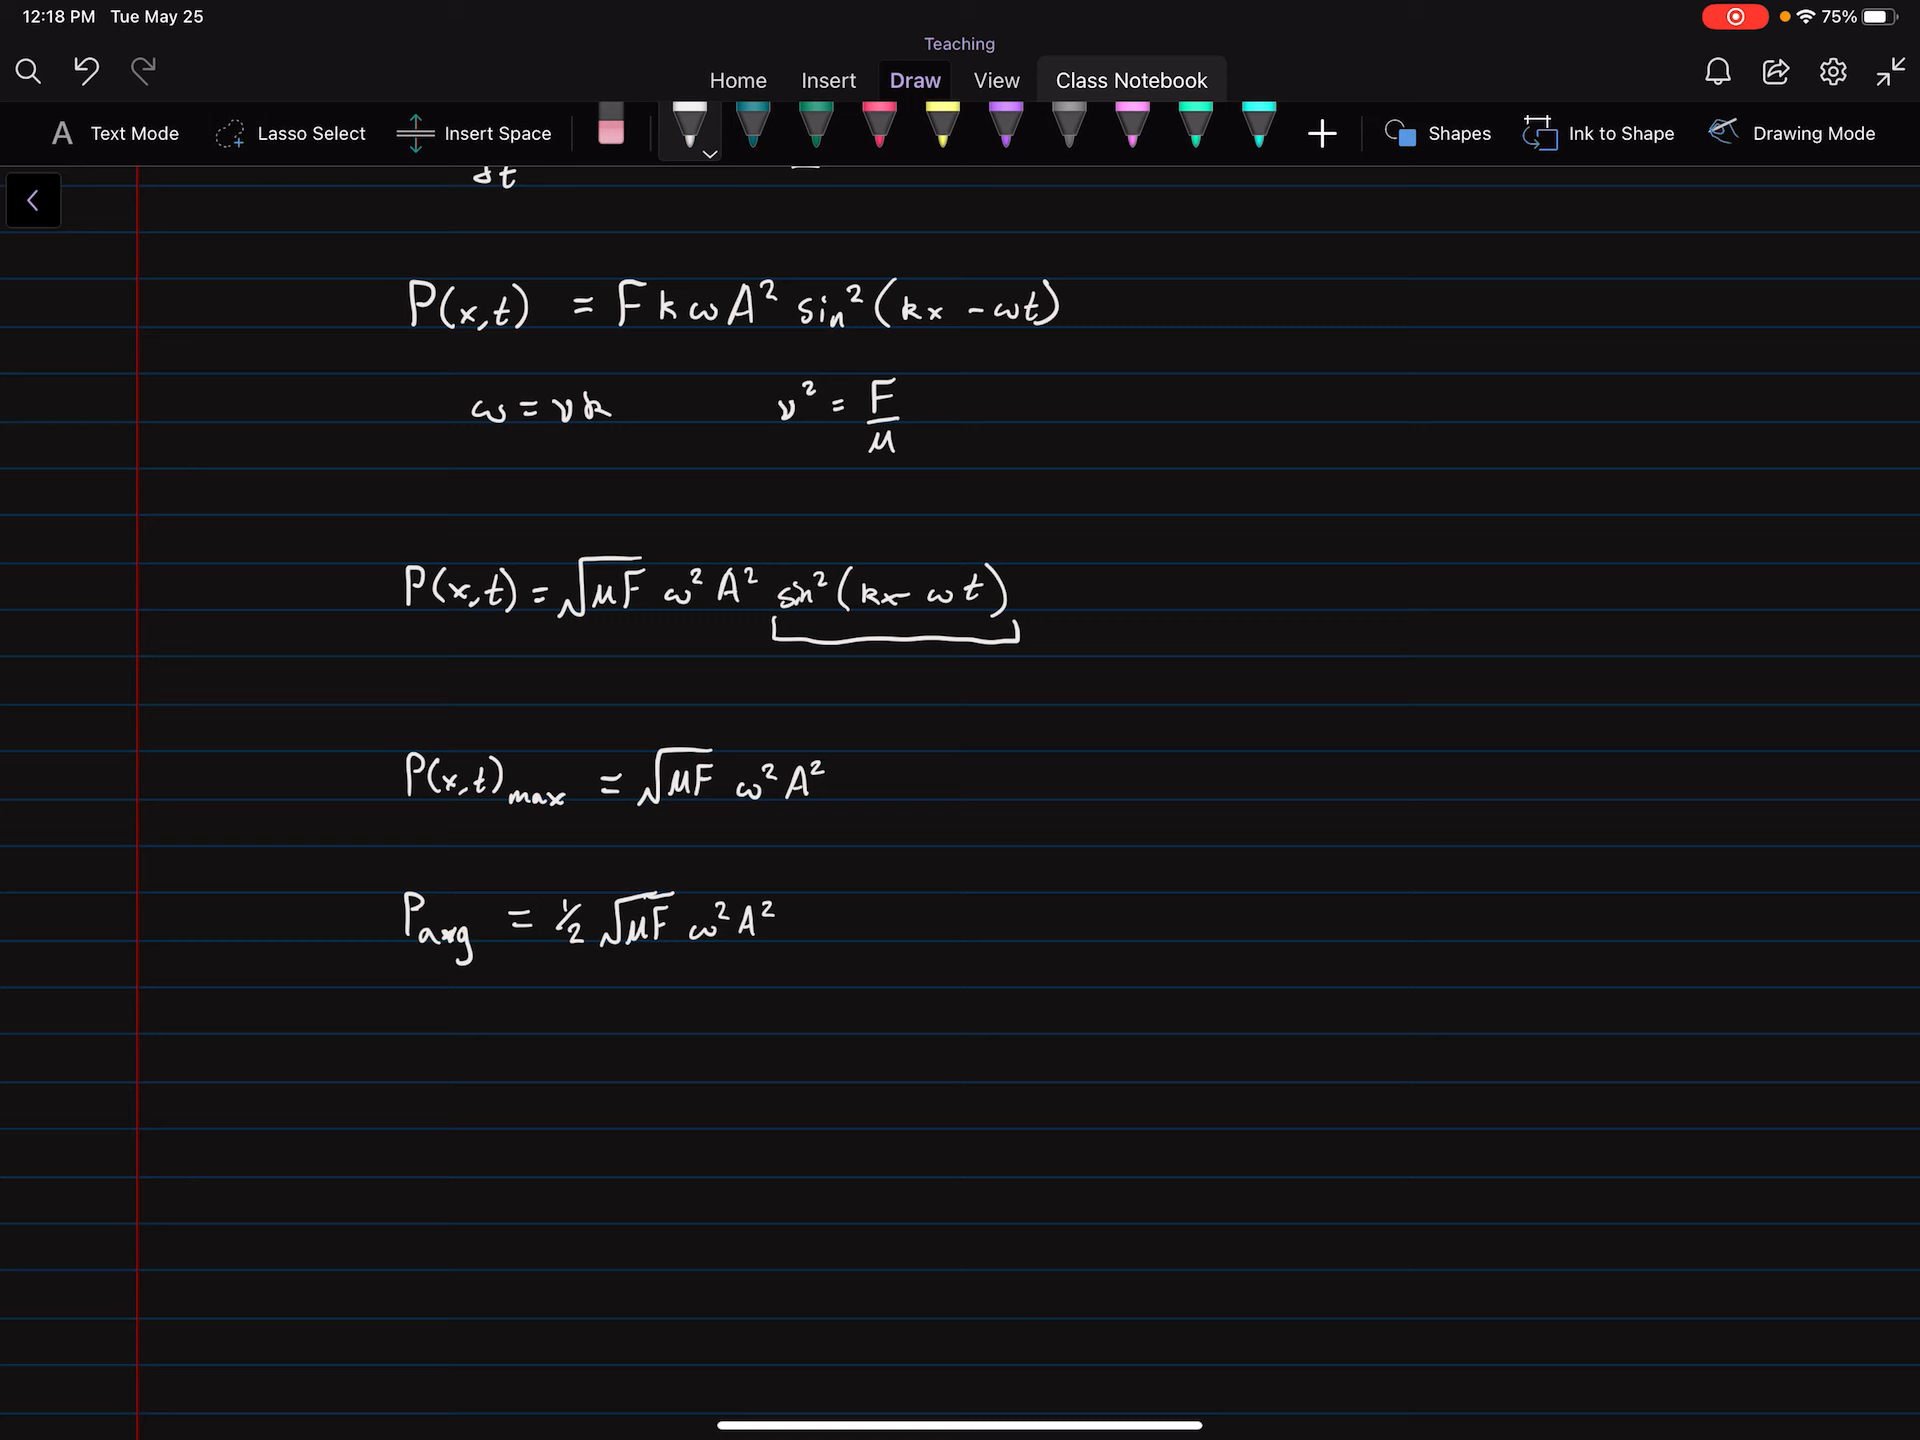 12:18 PM Tue May 25
75%
Teaching
Home Insert Draw View Class Notebook
A Text Mode Lasso Select Insert Space Shapes Ink to Shape Drawing Mode
P(x,t) = F k ω A² sin² (kx - ωt)
ω = vk v² = F/μ
P(x,t) = √μF ω² A² sin² (kx - ωt)
P(x,t)max = √μF ω² A²
Pavg = 1/2 √μF ω² A²